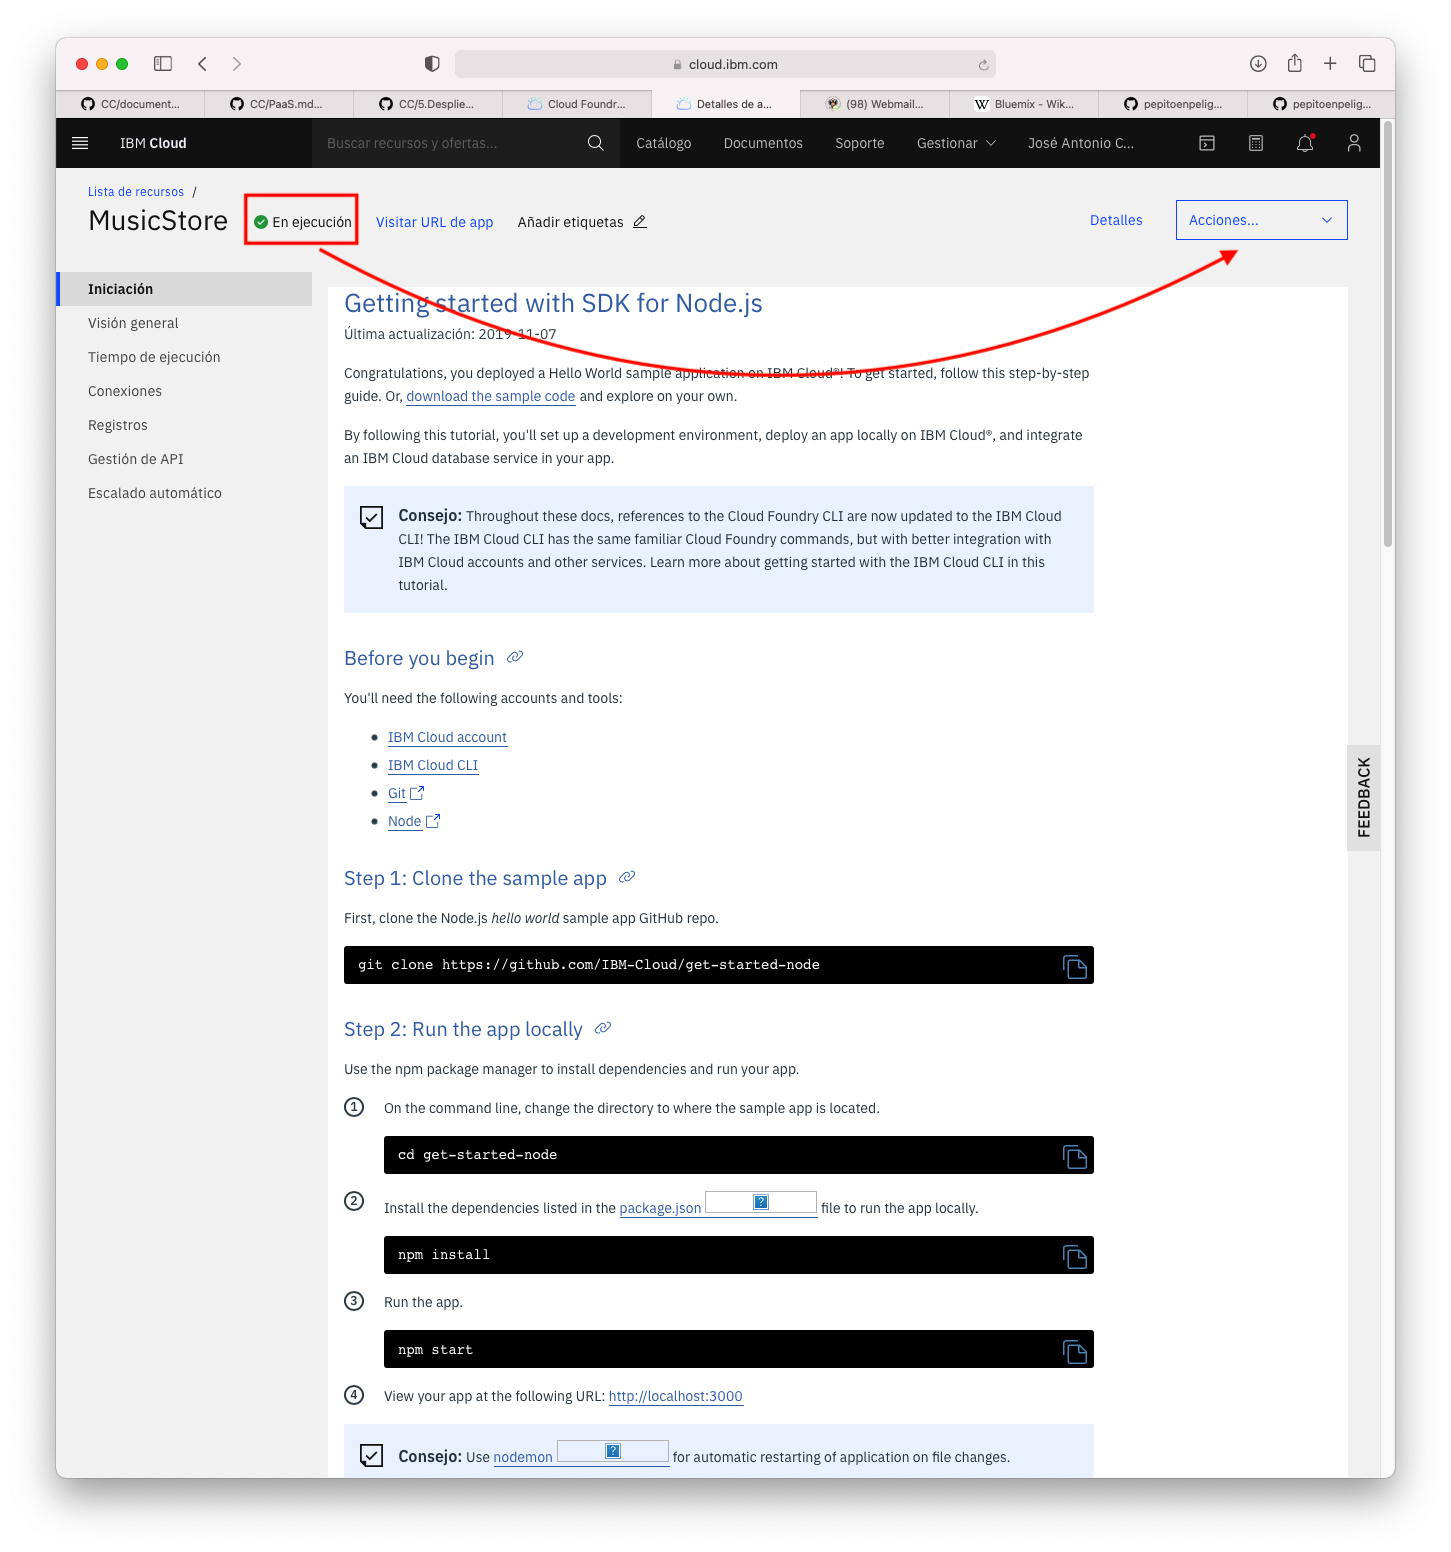 cloud.ibm.com
CC/document...
CC/PaaS.md...
CC/5.Desplie...
Cloud Foundr...
Detalles de a...
(98) Webmail...
Bluemix - Wik...
pepitoenpelig...
pepitoenpelig...
IBM Cloud
Buscar recursos y ofertas...
Catálogo
Documentos
Soporte
Gestionar
José Antonio C...
Lista de recursos /
MusicStore
En ejecución
Visitar URL de app
Añadir etiquetas
Detalles
Acciones...
Iniciación
Visión general
Tiempo de ejecución
Conexiones
Registros
Gestión de API
Escalado automático
Getting started with SDK for Node.js
Última actualización: 2019-11-07
Congratulations, you deployed a Hello World sample application on IBM Cloud®! To get started, follow this step-by-step
guide. Or, download the sample code and explore on your own.
By following this tutorial, you'll set up a development environment, deploy an app locally on IBM Cloud®, and integrate
an IBM Cloud database service in your app.
Consejo: Throughout these docs, references to the Cloud Foundry CLI are now updated to the IBM Cloud
CLI! The IBM Cloud CLI has the same familiar Cloud Foundry commands, but with better integration with
IBM Cloud accounts and other services. Learn more about getting started with the IBM Cloud CLI in this
tutorial.
Before you begin
You'll need the following accounts and tools:
IBM Cloud account
IBM Cloud CLI
Git
Node
FEEDBACK
Step 1: Clone the sample app
First, clone the Node.js hello world sample app GitHub repo.
git clone https://github.com/IBM-Cloud/get-started-node
Step 2: Run the app locally
Use the npm package manager to install dependencies and run your app.
1 On the command line, change the directory to where the sample app is located.
cd get-started-node
2 Install the dependencies listed in the package.json ? file to run the app locally.
npm install
3 Run the app.
npm start
4 View your app at the following URL: http://localhost:3000
Consejo: Use nodemon ? for automatic restarting of application on file changes.